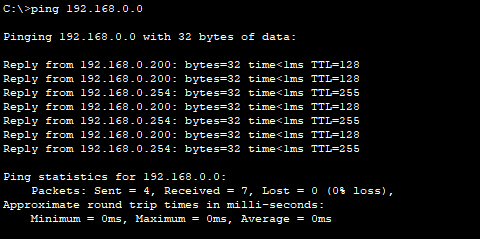 C:\>ping 192.168.0.0
Pinging 192.168.0.0 with 32 bytes of data:
Reply from 192.168.0.200: bytes=32 time<1ms TTL=128
Reply from 192.168.0.200: bytes=32 time<1ms TTL=128
Reply from 192.168.0.254: bytes=32 time<1ms TTL=255
Reply from 192.168.0.200: bytes=32 time<1ms TTL=128
Reply from 192.168.0.254: bytes=32 time<1ms TTL=255
Reply from 192.168.0.200: bytes=32 time<1ms TTL=128
Reply from 192.168.0.254: bytes=32 time<1ms TTL=255
Ping statistics for 192.168.0.0:
Packets: Sent = 4, Received = 7, Lost = 0 (0% loss),
Approximate round trip times in milli-seconds:
Minimum = 0ms, Maximum = 0ms, Average = 0ms